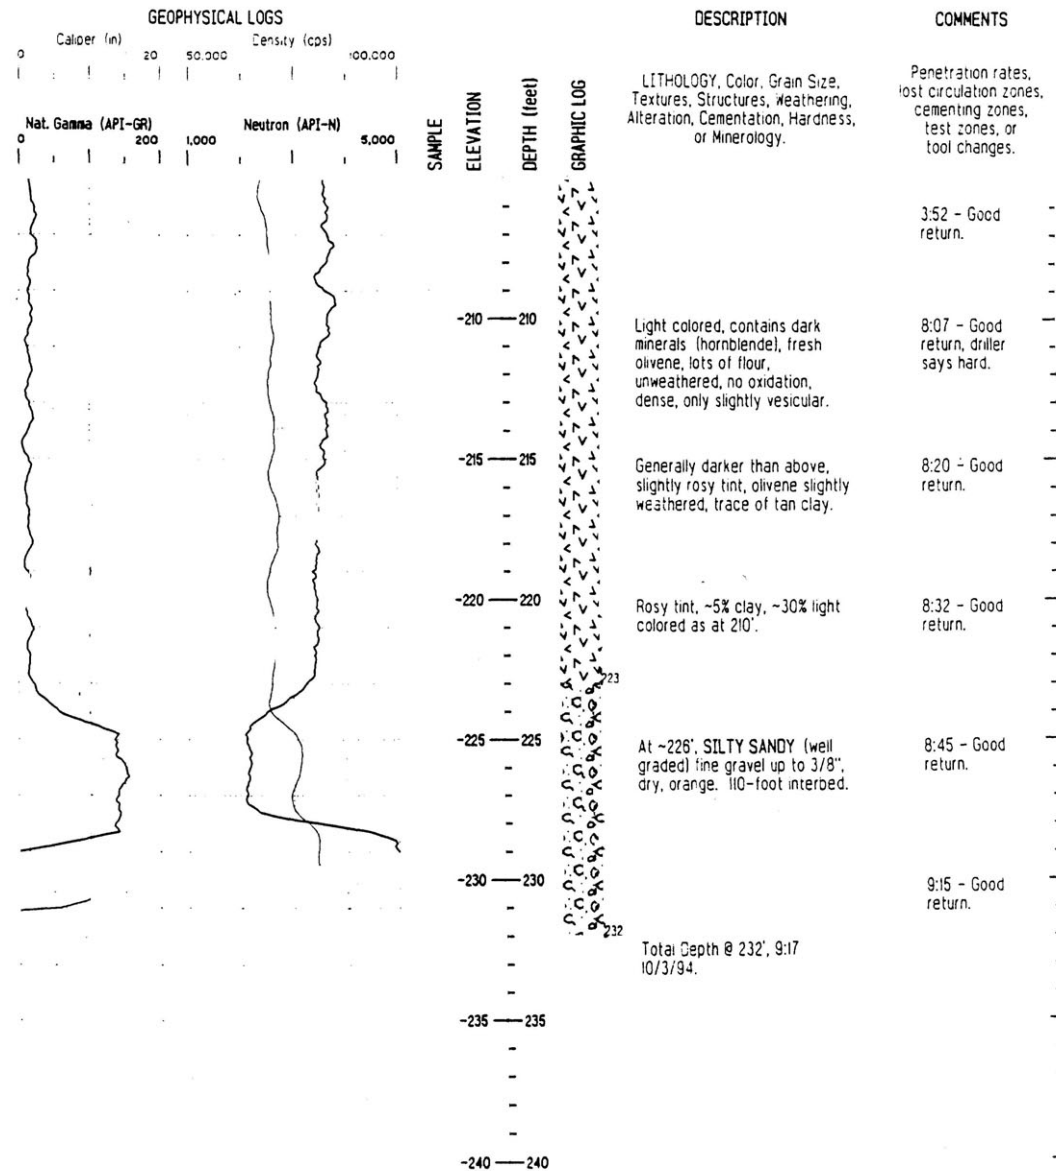 GEOPHYSICAL LOGS
DESCRIPTION
COMMENTS
Caliper (in)
Density (cps)
0 20 50,000 100,000
Nat. Gamma (API-GR)
Neutron (API-N)
0 200 1,000 5,000
SAMPLE
ELEVATION
DEPTH (feet)
GRAPHIC LOG
LITHOLOGY, Color, Grain Size,
Textures, Structures, Weathering,
Alteration, Cementation, Hardness,
or Minerology.
Penetration rates,
lost circulation zones,
cementing zones,
test zones, or
tool changes.
3:52 - Good
return.
-210 210
Light colored, contains dark
minerals (hornblende), fresh
olivene, lots of flour,
unweathered, no oxidation,
dense, only slightly vesicular.
8:07 - Good
return, driller
says hard.
-215 215
Generally darker than above,
slightly rosy tint, olivene slightly
weathered, trace of tan clay.
8:20 - Good
return.
-220 220
Rosy tint, ~5% clay, ~30% light
colored as at 210'.
8:32 - Good
return.
223
-225 225
At ~226', SILTY SANDY (well
graded) fine gravel up to 3/8",
dry, orange. 110-foot interbed.
8:45 - Good
return.
-230 230
9:15 - Good
return.
232
Total Depth @ 232', 9:17
10/3/94.
-235 235
-240 240